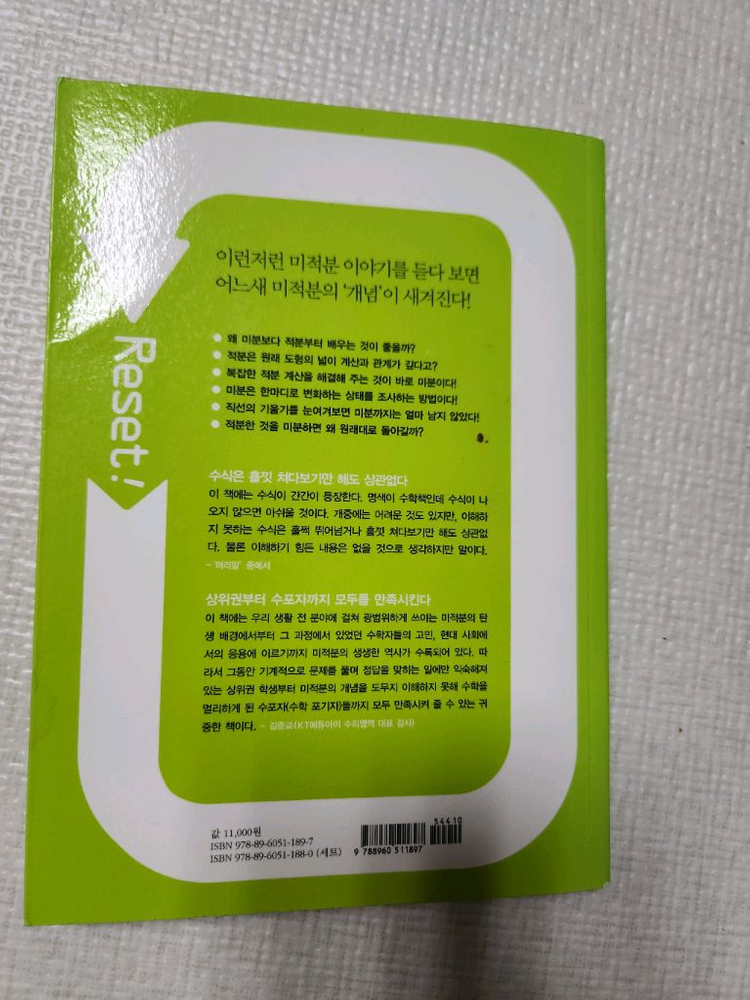 이런저런 미적분 이야기를 듣다 보면
어느새 미적분의 '개념'이 새겨진다!
Reset!
● 왜 미분보다 적분부터 배우는 것이 좋을까?
● 적분은 원래 도형의 넓이 계산과 관계가 깊다고?
● 복잡한 적분 계산을 해결해 주는 것이 바로 미분이다!
● 미분은 한마디로 변화하는 상태를 조사하는 방법이다!
● 직선의 기울기를 눈여겨보면 미분까지는 얼마 남지 않았다!
● 적분한 것을 미분하면 왜 원래대로 돌아갈까?
수식은 흘낏 쳐다보기만 해도 상관없다
이 책에는 수식이 간간이 등장한다. 명색이 수학책인데 수식이 나
오지 않으면 아쉬울 것이다. 개중에는 어려운 것도 있지만, 이해하
지 못하는 수식은 훌쩍 뛰어넘거나 흘낏 쳐다보기만 해도 상관없
다. 물론 이해하기 힘든 내용은 없을 것으로 생각하지만 말이다.
- '머리말' 중에서
상위권부터 수포자까지 모두를 만족시킨다
이 책에는 우리 생활 전 분야에 걸쳐 광범위하게 쓰이는 미적분의 탄
생 배경에서부터 그 과정에서 있었던 수학자들의 고민, 현대 사회에
서의 응용에 이르기까지 미적분의 생생한 역사가 수록되어 있다. 따
라서 그동안 기계적으로 문제를 풀며 정답을 맞히는 일에만 익숙해져
있는 상위권 학생부터 미적분의 개념을 도무지 이해하지 못해 수학을
멀리하게 된 수포자(수학 포기자)들까지 모두 만족시켜 줄 수 있는 귀
중한 책이다. - 김준교(KT에듀아이 수리영역 대표 강사)
값 11,000원
ISBN 978-89-6051-189-7
ISBN 978-89-6051-188-0 (세트)
54410
9 788960 511897